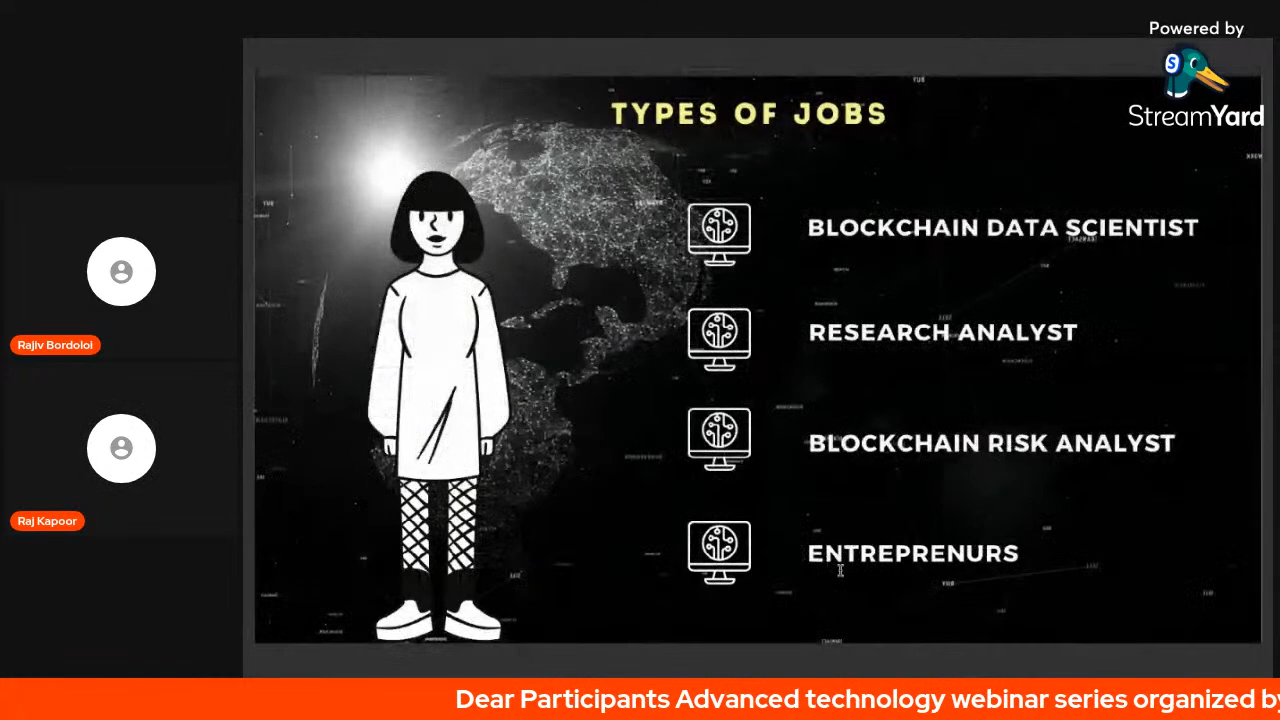 Powered by
StreamYard
TYPES OF JOBS
BLOCKCHAIN DATA SCIENTIST
RESEARCH ANALYST
BLOCKCHAIN RISK ANALYST
ENTREPRENURS
Rajiv Bordoloi
Raj Kapoor
Dear Participants Advanced technology webinar series organized by